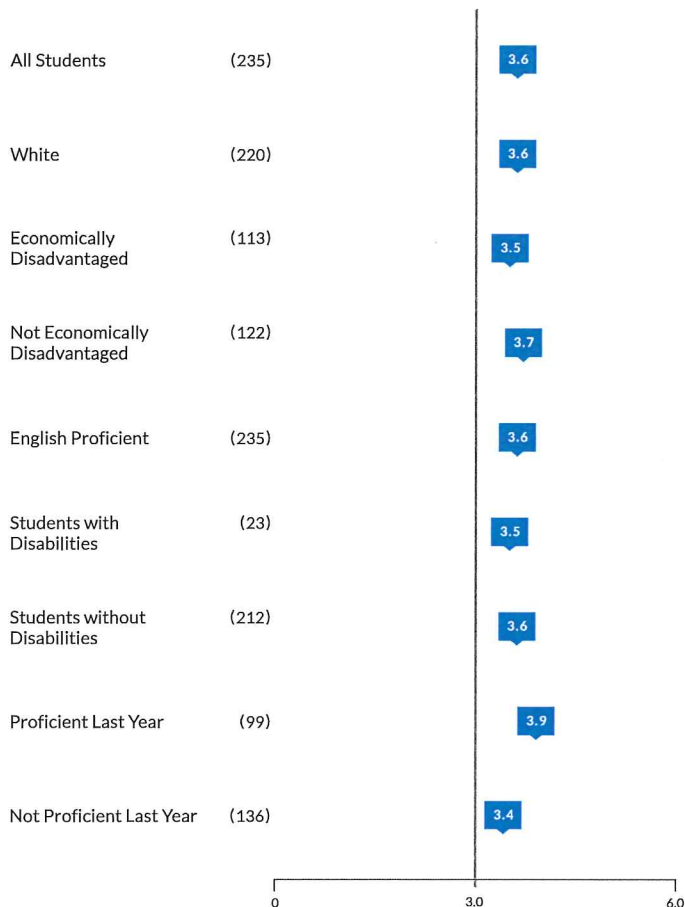 All Students (235) 3.6
White (220) 3.6
Economically
Disadvantaged (113) 3.5
Not Economically
Disadvantaged (122) 3.7
English Proficient (235) 3.6
Students with
Disabilities (23) 3.5
Students without
Disabilities (212) 3.6
Proficient Last Year (99) 3.9
Not Proficient Last Year (136) 3.4
0 3.0 6.0